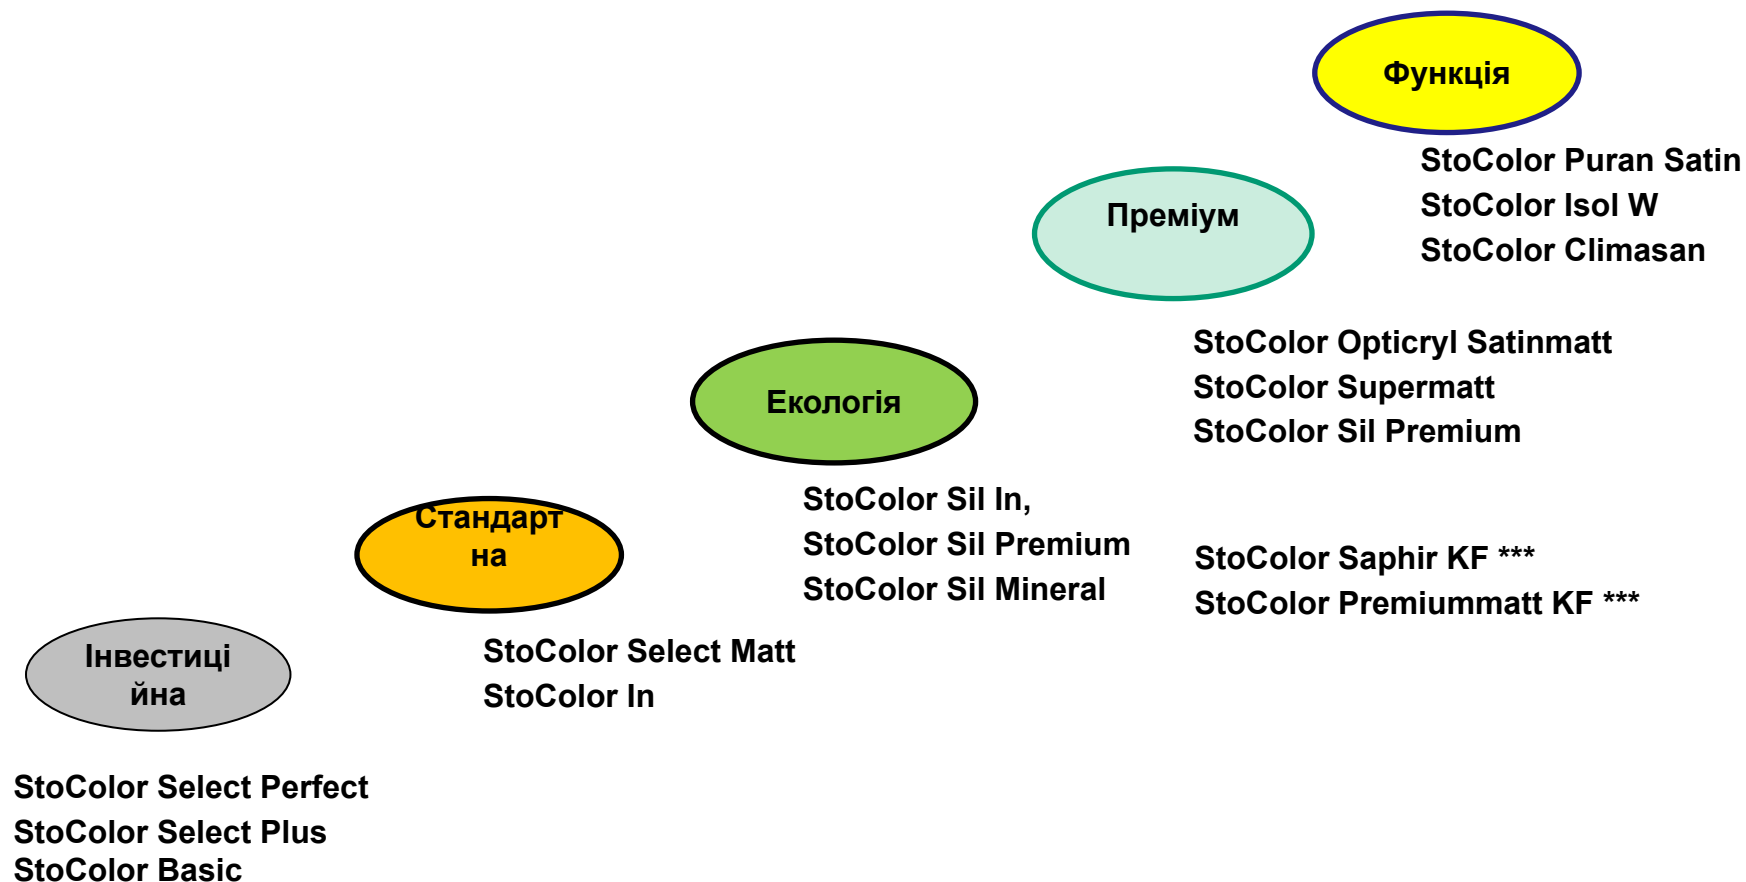 Функція
StoColor Puran Satin
StoColor Isol W
StoColor Climasan
Преміум
StoColor Opticryl Satinmatt
StoColor Supermatt
StoColor Sil Premium
StoColor Saphir KF ***
StoColor Premiummatt KF ***
Екологія
StoColor Sil In,
StoColor Sil Premium
StoColor Sil Mineral
Стандарт
на
StoColor Select Matt
StoColor In
Інвестиці
йна
StoColor Select Perfect
StoColor Select Plus
StoColor Basic